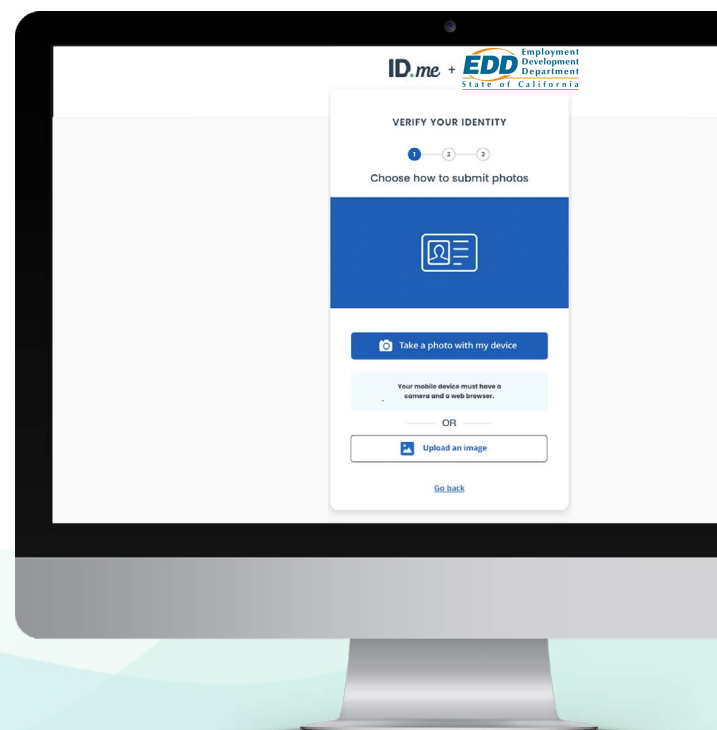 ID.me + EDD Employment
Development
Department
State of California
VERIFY YOUR IDENTITY
1 2 3
Choose how to submit photos
Take a photo with my device
Your mobile device must have a
camera and a web browser.
OR
Upload an image
Go back